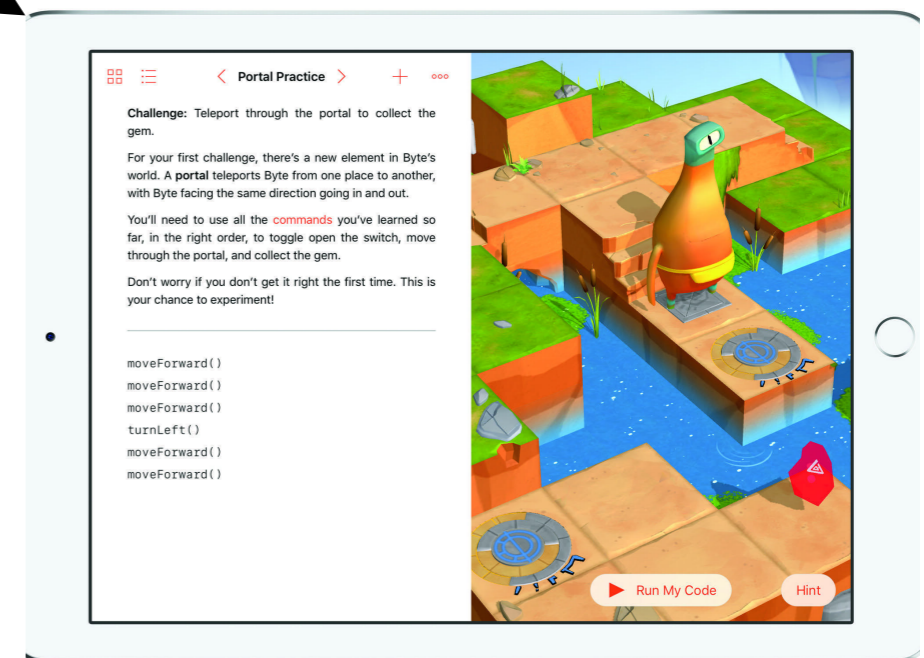 Portal Practice
Challenge: Teleport through the portal to collect the
gem.
For your first challenge, there's a new element in Byte's
world. A portal teleports Byte from one place to another,
with Byte facing the same direction going in and out.
You'll need to use all the commands you've learned so
far, in the right order, to toggle open the switch, move
through the portal, and collect the gem.
Don't worry if you don't get it right the first time. This is
your chance to experiment!
moveForward()
moveForward()
moveForward()
turnLeft()
moveForward()
moveForward()
Run My Code
Hint